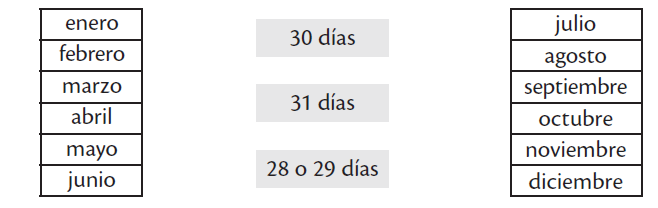 enero
febrero
marzo
abril
mayo
junio
30 días
31 días
28 o 29 días
julio
agosto
septiembre
octubre
noviembre
diciembre